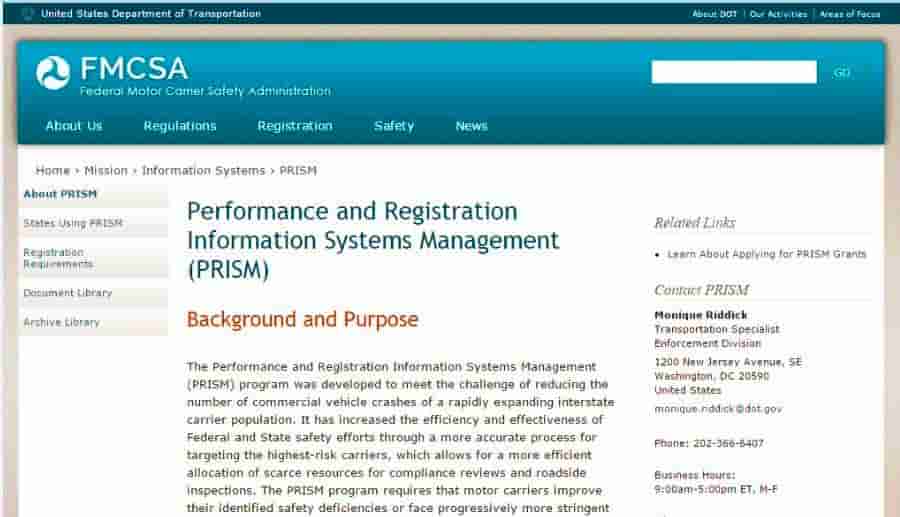 United States Department of Transportation
About DOT | Our Activities | Areas of Focus
FMCSA
Federal Motor Carrier Safety Administration
GO
About Us Regulations Registration Safety News
Home › Mission › Information Systems › PRISM
About PRISM
States Using PRISM
Registration
Requirements
Document Library
Archive Library
Performance and Registration
Information Systems Management
(PRISM)
Background and Purpose
The Performance and Registration Information Systems Management
(PRISM) program was developed to meet the challenge of reducing the
number of commercial vehicle crashes of a rapidly expanding interstate
carrier population. It has increased the efficiency and effectiveness of
Federal and State safety efforts through a more accurate process for
targeting the highest-risk carriers, which allows for a more efficient
allocation of scarce resources for compliance reviews and roadside
inspections. The PRISM program requires that motor carriers improve
their identified safety deficiencies or face progressively more stringent
Related Links
• Learn About Applying for PRISM Grants
Contact PRISM
Monique Riddick
Transportation Specialist
Enforcement Division
1200 New Jersey Avenue, SE
Washington, DC 20590
United States
monique.riddick@dot.gov
Phone: 202-366-6407
Business Hours:
9:00am-5:00pm ET, M-F